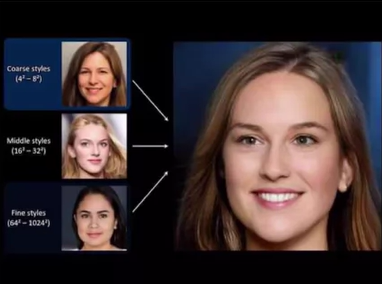 Coarse styles
(4² – 8²)
Middle styles
(16² – 32²)
Fine styles
(64² – 1024²)